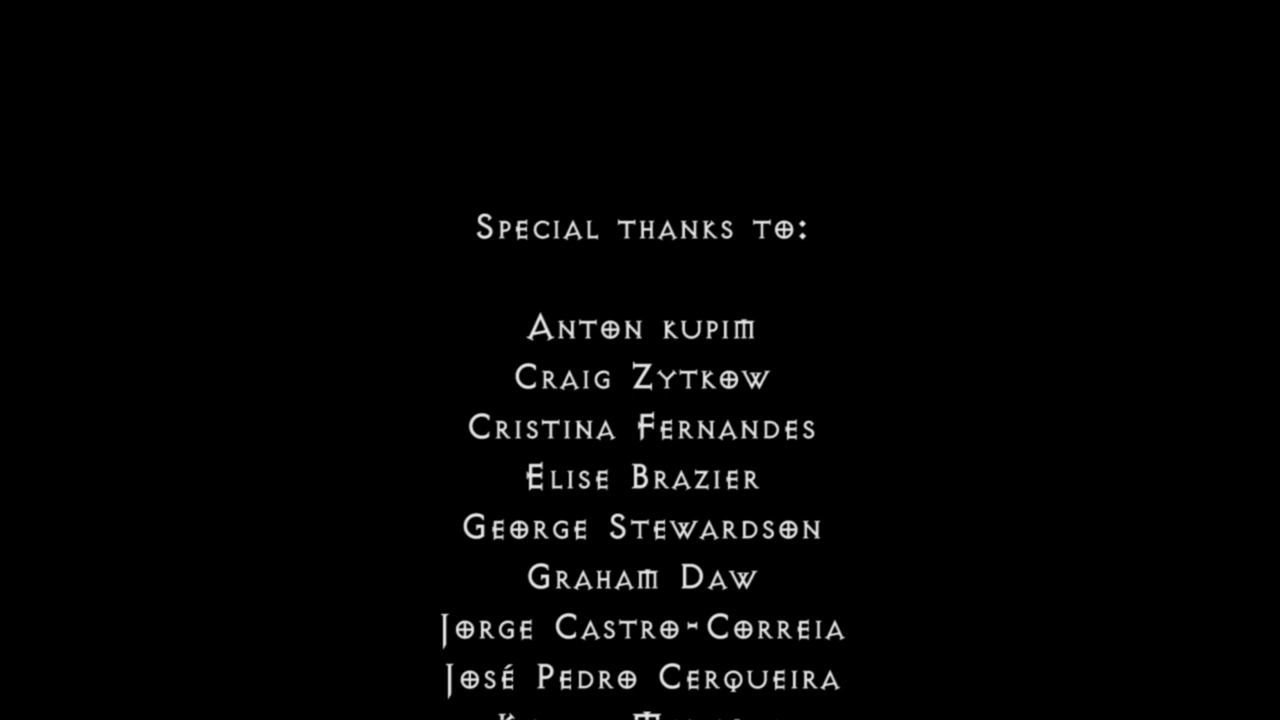 Special thanks to:
Anton kupim
Craig Zytkow
Cristina Fernandes
Elise Brazier
George Stewardson
Graham Daw
Jorge Castro-Correia
José Pedro Cerqueira